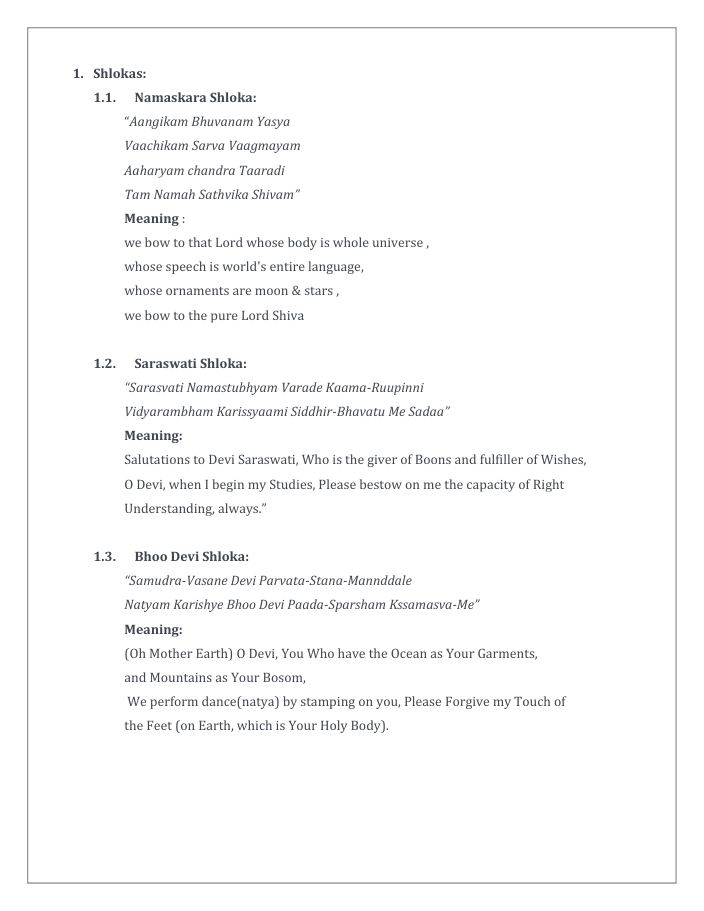 1. Shlokas:
1.1. Namaskara Shloka:
“Aangikam Bhuvanam Yasya
Vaachikam Sarva Vaagmayam
Aaharyam chandra Taaradi
Tam Namah Sathvika Shivam”
Meaning :
we bow to that Lord whose body is whole universe ,
whose speech is world's entire language,
whose ornaments are moon & stars ,
we bow to the pure Lord Shiva
1.2. Saraswati Shloka:
“Sarasvati Namastubhyam Varade Kaama-Ruupinni
Vidyarambham Karissyaami Siddhir-Bhavatu Me Sadaa”
Meaning:
Salutations to Devi Saraswati, Who is the giver of Boons and fulfiller of Wishes,
O Devi, when I begin my Studies, Please bestow on me the capacity of Right
Understanding, always.”
1.3. Bhoo Devi Shloka:
“Samudra-Vasane Devi Parvata-Stana-Mannddale
Natyam Karishye Bhoo Devi Paada-Sparsham Kssamasva-Me”
Meaning:
(Oh Mother Earth) O Devi, You Who have the Ocean as Your Garments,
and Mountains as Your Bosom,
We perform dance(natya) by stamping on you, Please Forgive my Touch of
the Feet (on Earth, which is Your Holy Body).